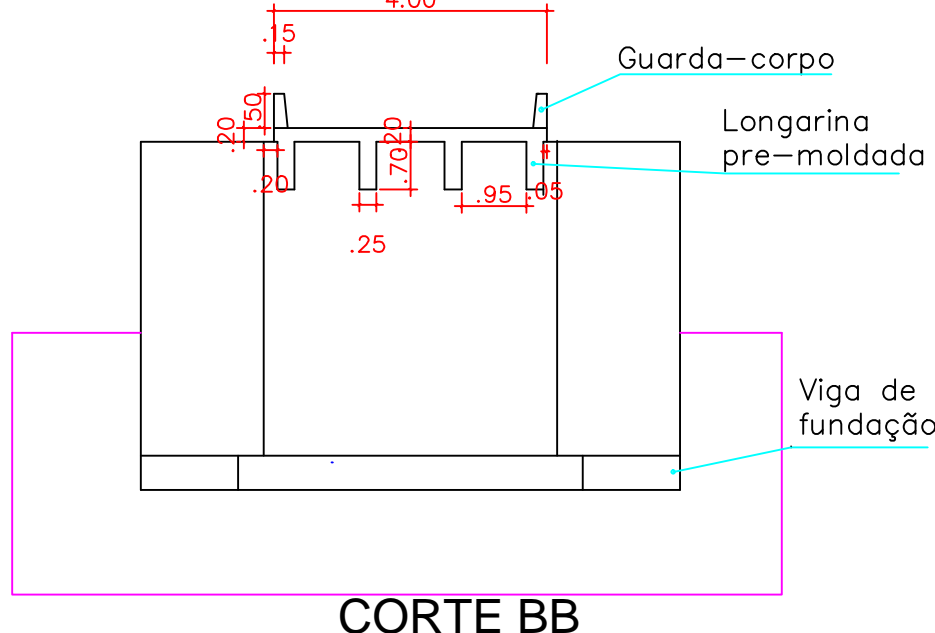 4.00
.15
Guarda-corpo
.50
.20
.20
Longarina
pre-moldada
.70
.20
.95
.05
.25
Viga de
fundação
CORTE BB